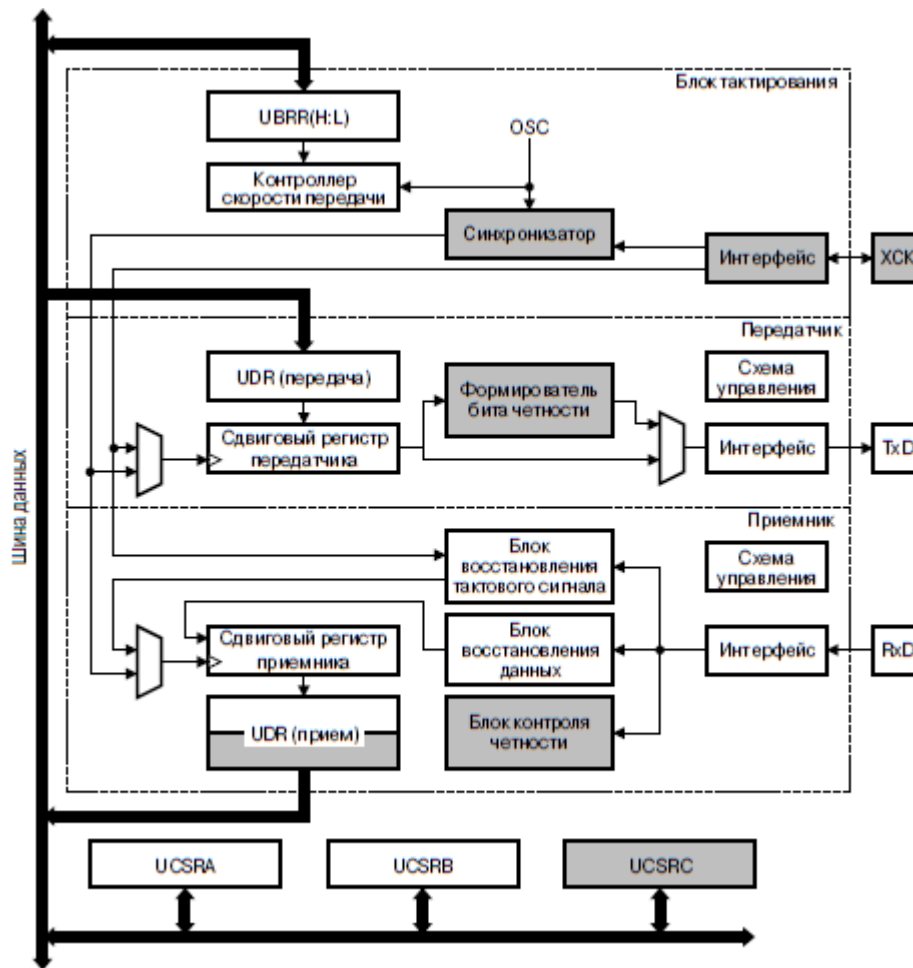 Блок тактирования
UBRR(H:L)
OSC
Контроллер
скорости передачи
Синхронизатор
Интерфейс
XCK
Передатчик
UDR (передача)
Формирователь
бита четности
Схема
управления
Сдвиговый регистр
передатчика
Интерфейс
TxD
Шина данных
Приемник
Блок
восстановления
тактового сигнала
Схема
управления
Сдвиговый регистр
приемника
Блок
восстановления
данных
Интерфейс
RxD
UDR (прием)
Блок контроля
четности
UCSRA
UCSRB
UCSRC